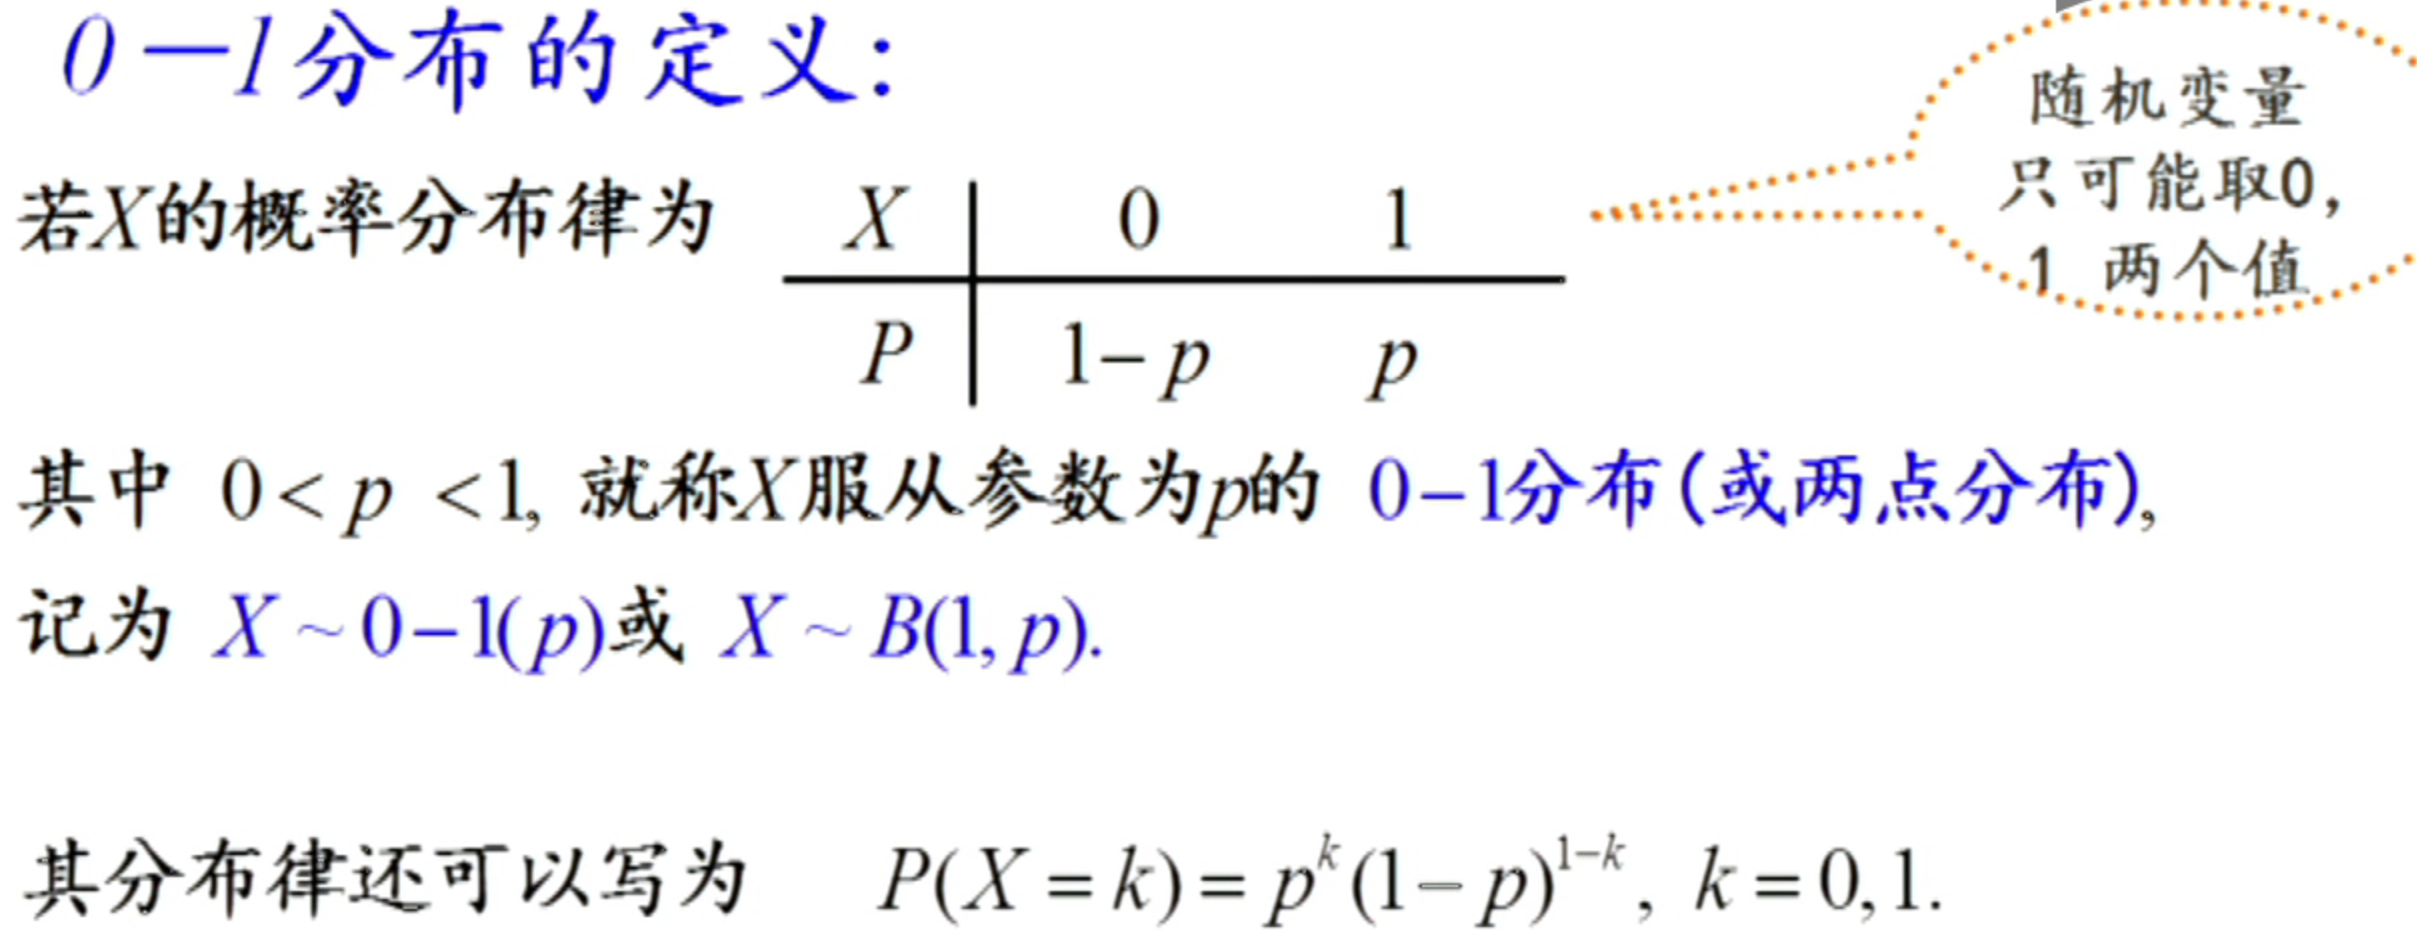 0－1分布的定义：
随机变量
只可能取0，
1 两个值
若X的概率分布律为
X 0 1
P 1－p p
其中 0 < p < 1, 就称X服从参数为p的 0－1分布(或两点分布),
记为 X ~ 0－1(p)或 X ~ B(1, p).
其分布律还可以写为 P(X = k) = p^k (1－p)^{1－k}, k = 0, 1.